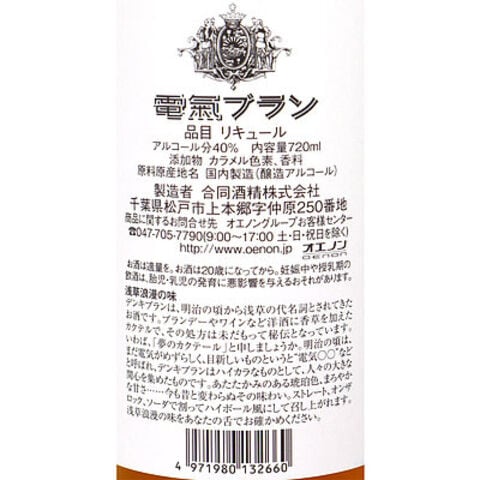 電氣ブラン
品目 リキュール
アルコール分40% 内容量720ml
添加物 カラメル色素、香料
原料原産地名 国内製造(醸造アルコール)
製造者 合同酒精株式会社
千葉県松戸市上本郷字仲原250番地
商品に関するお問合せ先 オエノングループお客様センター
☎047-705-7790(9:00~17:00 土・日・祝日を除く)
http://www.oenon.jp オエノン
OENON
お酒は適量を。お酒は20歳になってから。妊娠中や授乳期の
飲酒は、胎児・乳児の発育に悪影響を与えるおそれがあります。
浅草浪漫の味
デンキブランは、明治の頃から浅草の代名詞とされてきた
お酒です。ブランデーやワインなど洋酒に香草を加えた
カクテルで、その処方は未だもって秘伝となっています。
いわば、「夢のカクテール」と申しましょうか。明治の頃は、
まだ電気がめずらしく、目新しいものというと“電気○○”など
と呼ばれ、デンキブランはハイカラなものとして、人々の大きな
関心を集めたものです。あたたかみのある琥珀色、まろやか
な甘さ……今も昔と変わらぬその味わい。ストレート、オンザ
ロック、ソーダで割ってハイボール風にして召し上がれます。
浅草浪漫の味をあなたの舌でお確かめください。
4 971980 132660